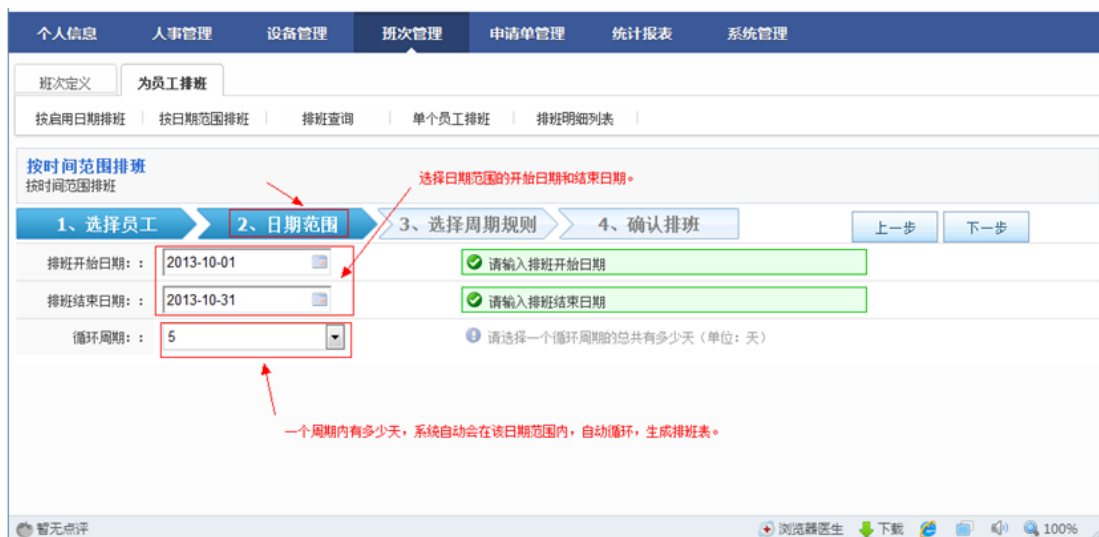 个人信息 人事管理 设备管理 班次管理 申请单管理 统计报表 系统管理
班次定义 为员工排班
按启用日期排班 按日期范围排班 排班查询 单个员工排班 排班明细列表
按时间范围排班
按时间范围排班
选择日期范围的开始日期和结束日期。
1、选择员工 2、日期范围 3、选择周期规则 4、确认排班 上一步 下一步
排班开始日期: : 2013-10-01 请输入排班开始日期
排班结束日期: : 2013-10-31 请输入排班结束日期
循环周期: : 5 请选择一个循环周期的总共有多少天（单位：天）
一个周期内有多少天，系统自动会在该日期范围内，自动循环，生成排班表。
暂无点评 浏览器医生 下载 100%